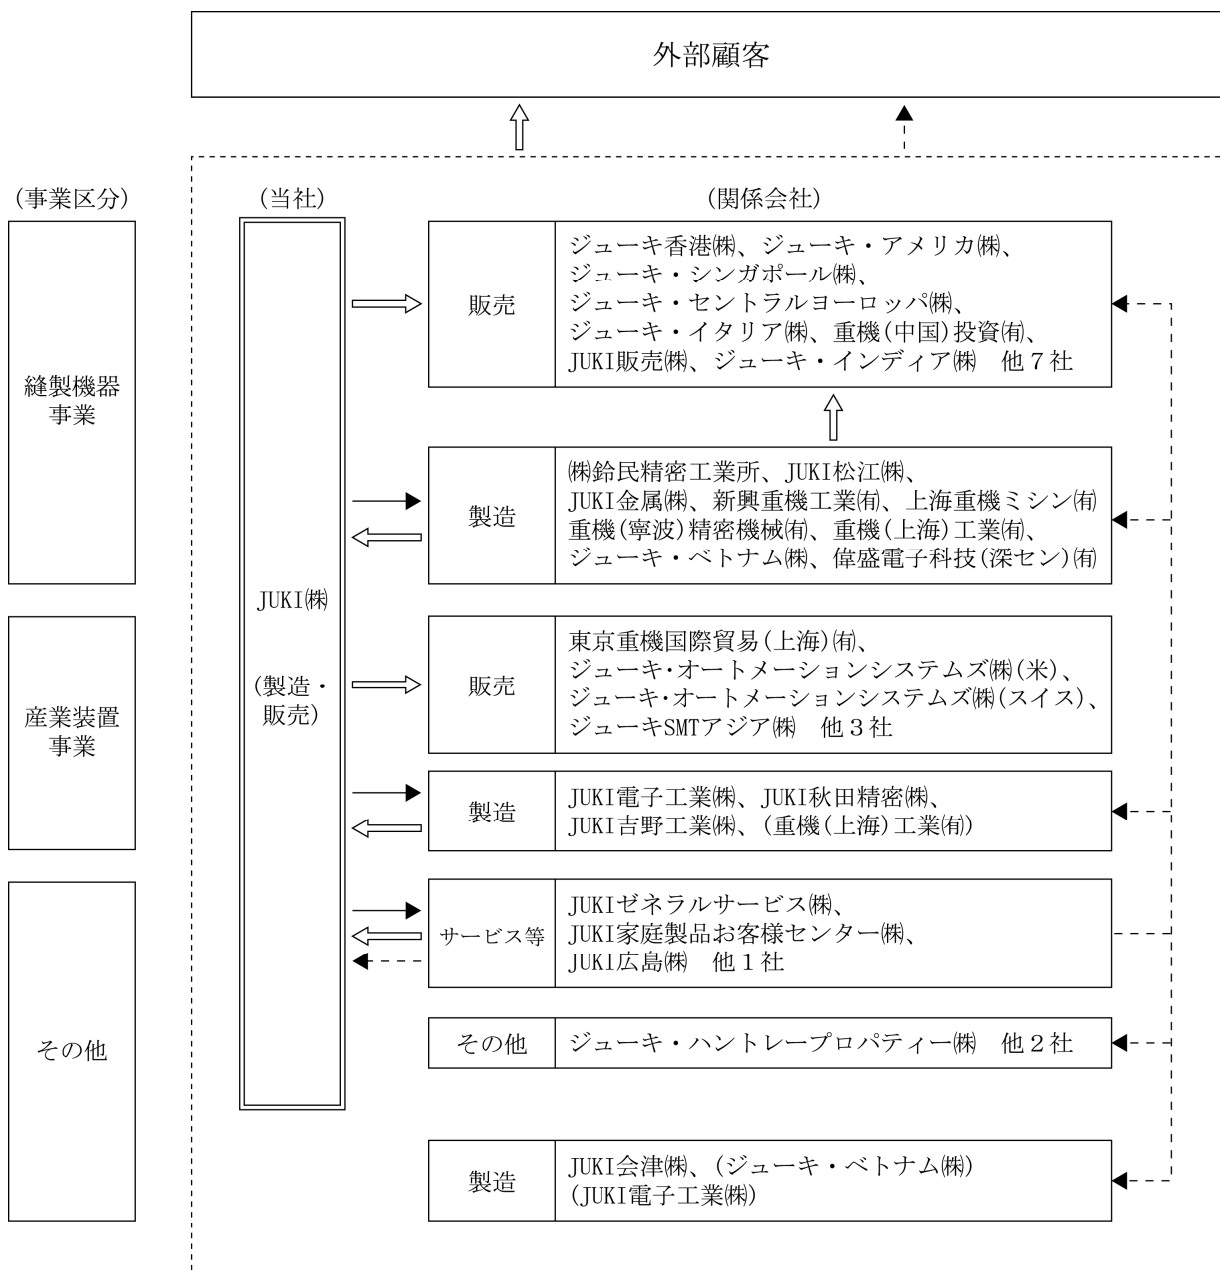 外部顧客
(事業区分)
(当社)
(関係会社)
縫製機器
事業
産業装置
事業
その他
JUKI㈱
(製造・
販売)
販売
ジューキ香港㈱、ジューキ・アメリカ㈱、
ジューキ・シンガポール㈱、
ジューキ・セントラルヨーロッパ㈱、
ジューキ・イタリア㈱、重機(中国)投資㈲、
JUKI販売㈱、ジューキ・インディア㈱　他７社
製造
㈱鈴民精密工業所、JUKI松江㈱、
JUKI金属㈱、新興重機工業㈲、上海重機ミシン㈲
重機(寧波)精密機械㈲、重機(上海)工業㈲、
ジューキ・ベトナム㈱、偉盛電子科技(深セン)㈲
販売
東京重機国際貿易(上海)㈲、
ジューキ・オートメーションシステムズ㈱(米)、
ジューキ・オートメーションシステムズ㈱(スイス)、
ジューキSMTアジア㈱　他３社
製造
JUKI電子工業㈱、JUKI秋田精密㈱、
JUKI吉野工業㈱、(重機(上海)工業㈲)
サービス等
JUKIゼネラルサービス㈱、
JUKI家庭製品お客様センター㈱、
JUKI広島㈱　他１社
その他
ジューキ・ハントレープロパティー㈱　他２社
製造
JUKI会津㈱、(ジューキ・ベトナム㈱)
(JUKI電子工業㈱)